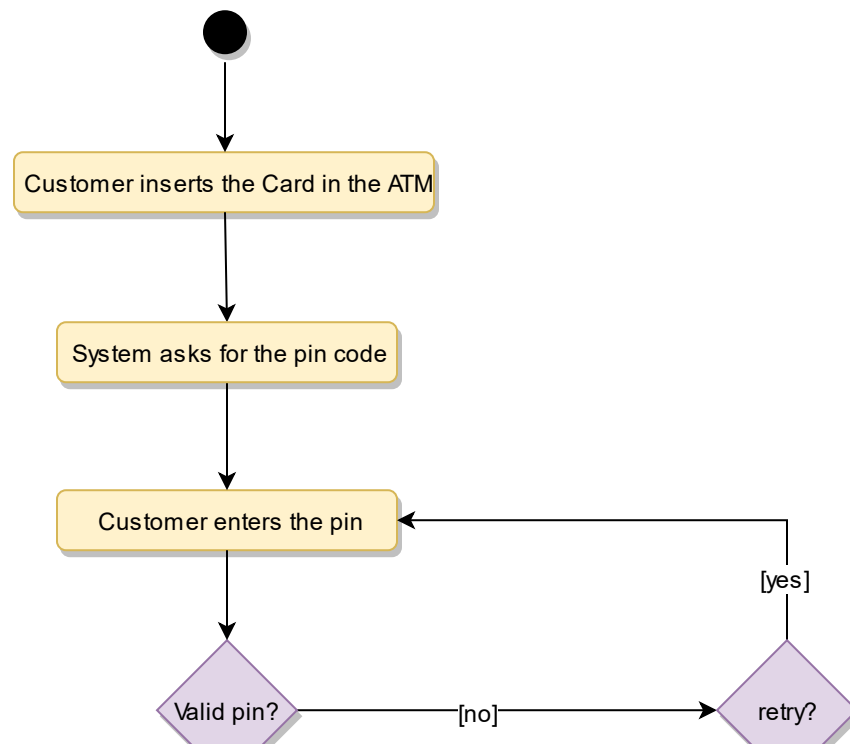 Customer inserts the Card in the ATM
System asks for the pin code
Customer enters the pin
[yes]
Valid pin?
[no]
retry?